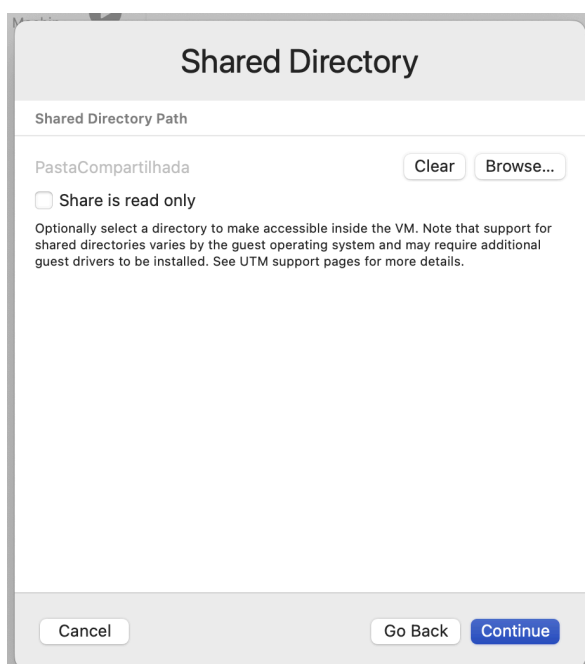 Shared Directory
Shared Directory Path
PastaCompartilhada
Clear
Browse...
Share is read only
Optionally select a directory to make accessible inside the VM. Note that support for
shared directories varies by the guest operating system and may require additional
guest drivers to be installed. See UTM support pages for more details.
Cancel
Go Back
Continue